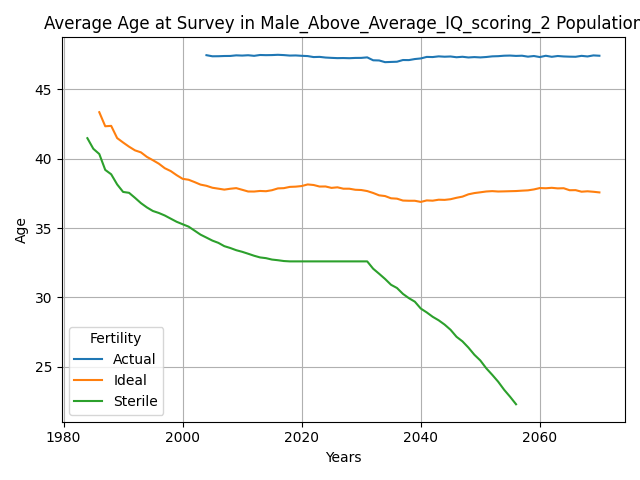 Average Age at Survey in Male_Above_Average_IQ_scoring_2 Population
Age
45
40
35
30
25
Fertility
Actual
Ideal
Sterile
1980 2000 2020 2040 2060
Years